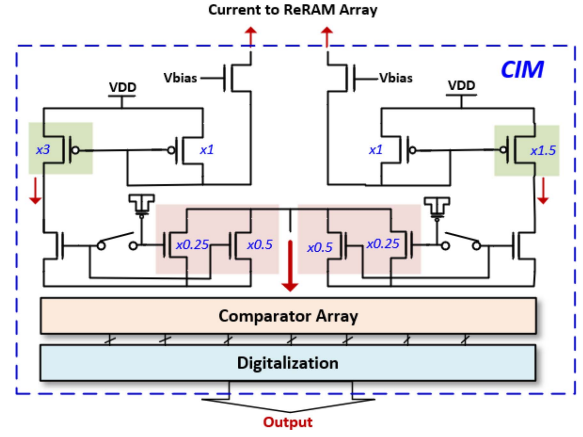 Current to ReRAM Array
CIM
Vbias
Vbias
VDD
VDD
x3
x1
x1
x1.5
x0.25
x0.5
x0.5
x0.25
Comparator Array
Digitalization
Output